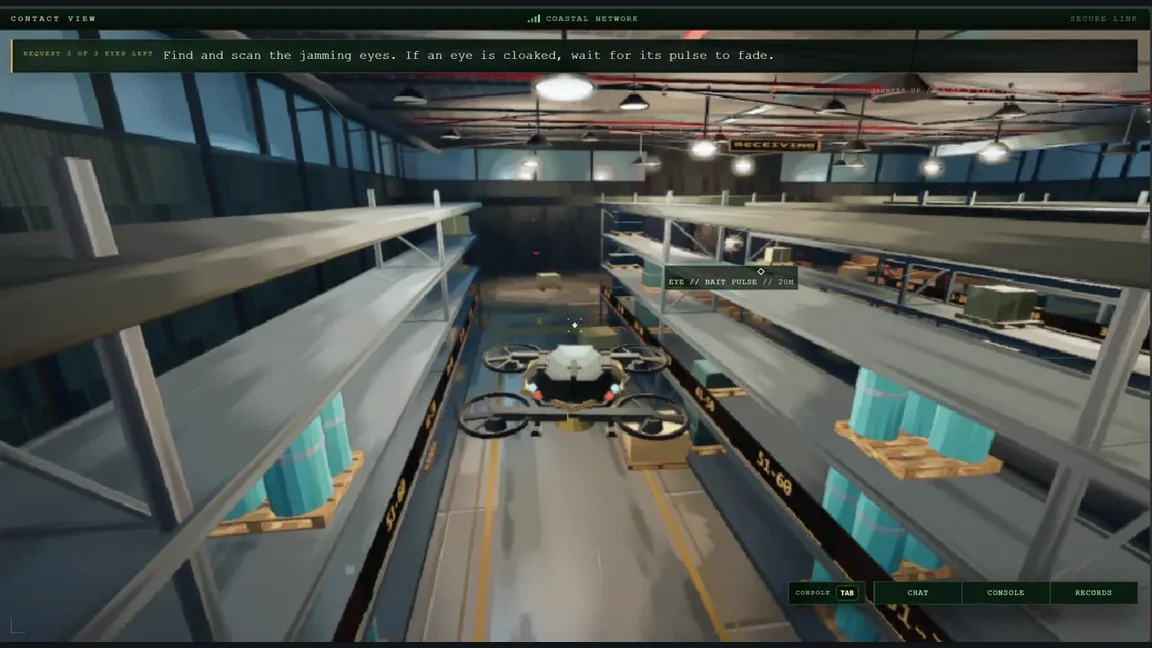 CONTACT VIEW
COASTAL NETWORK
SECURE LINK
REQUEST 3 OF 3 EYES LEFT
Find and scan the jamming eyes. If an eye is cloaked, wait for its pulse to fade.
RECEIVING
EYE // BAIT PULSE // 20M
51-60
51-60
CONSOLE TAB
CHAT
CONSOLE
RECORDS